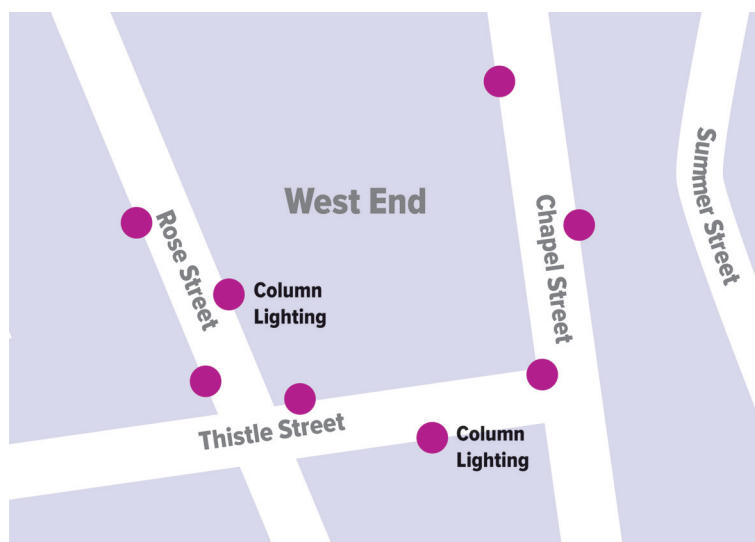 West End
Rose Street
Column
Lighting
Chapel Street
Summer Street
Thistle Street
Column
Lighting